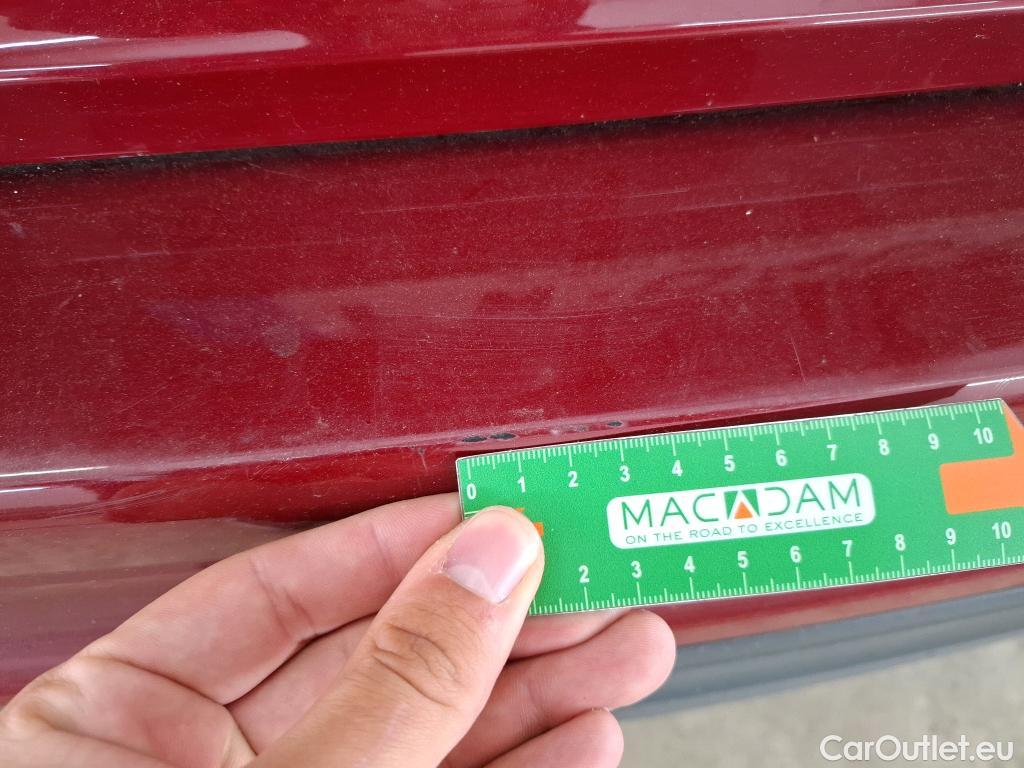 0 1 2 3 4 5 6 7 8 9 10
MACADAM
ON THE ROAD TO EXCELLENCE
2 3 4 5 6 7 8 9 10
CarOutlet.eu